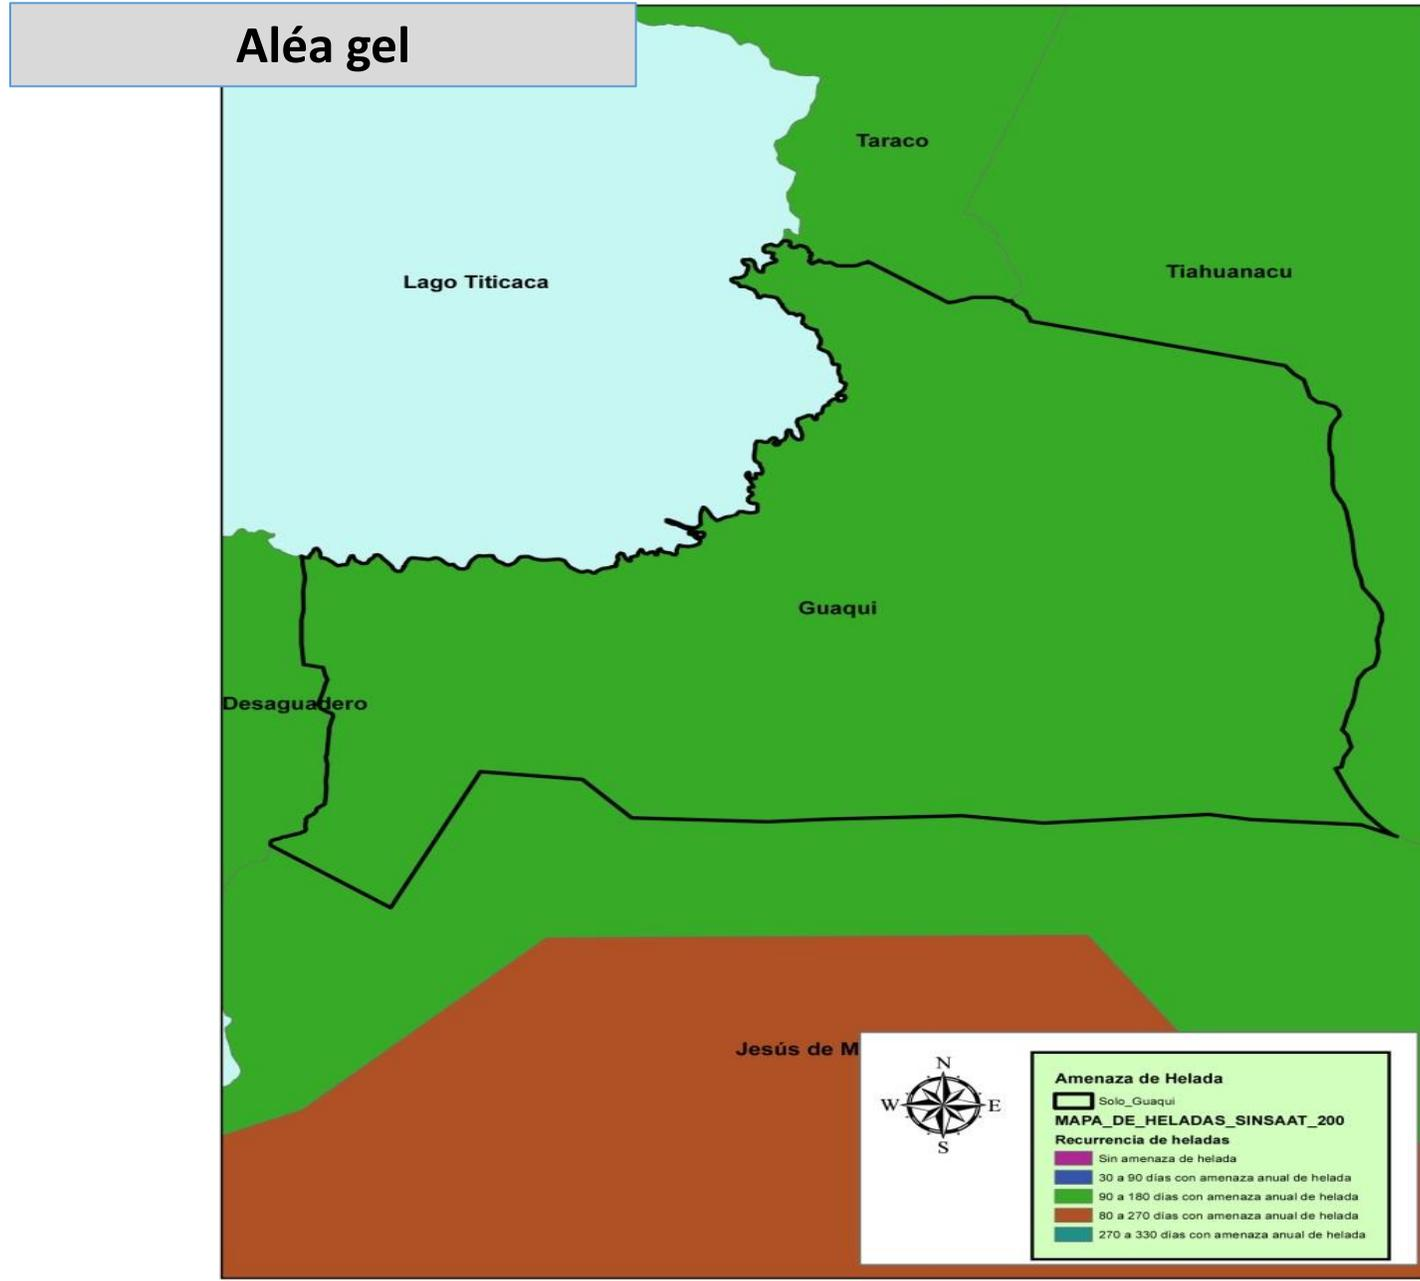 Aléa gel
Taraco
Tiahuanacu
Lago Titicaca
Guaqui
Desaguadero
Jesús de M
N
W E
S
Amenaza de Helada
Solo_Guaqui
MAPA_DE_HELADAS_SINSAAT_200
Recurrencia de heladas
Sin amenaza de helada
30 a 90 días con amenaza anual de helada
90 a 180 días con amenaza anual de helada
80 a 270 días con amenaza anual de helada
270 a 330 días con amenaza anual de helada